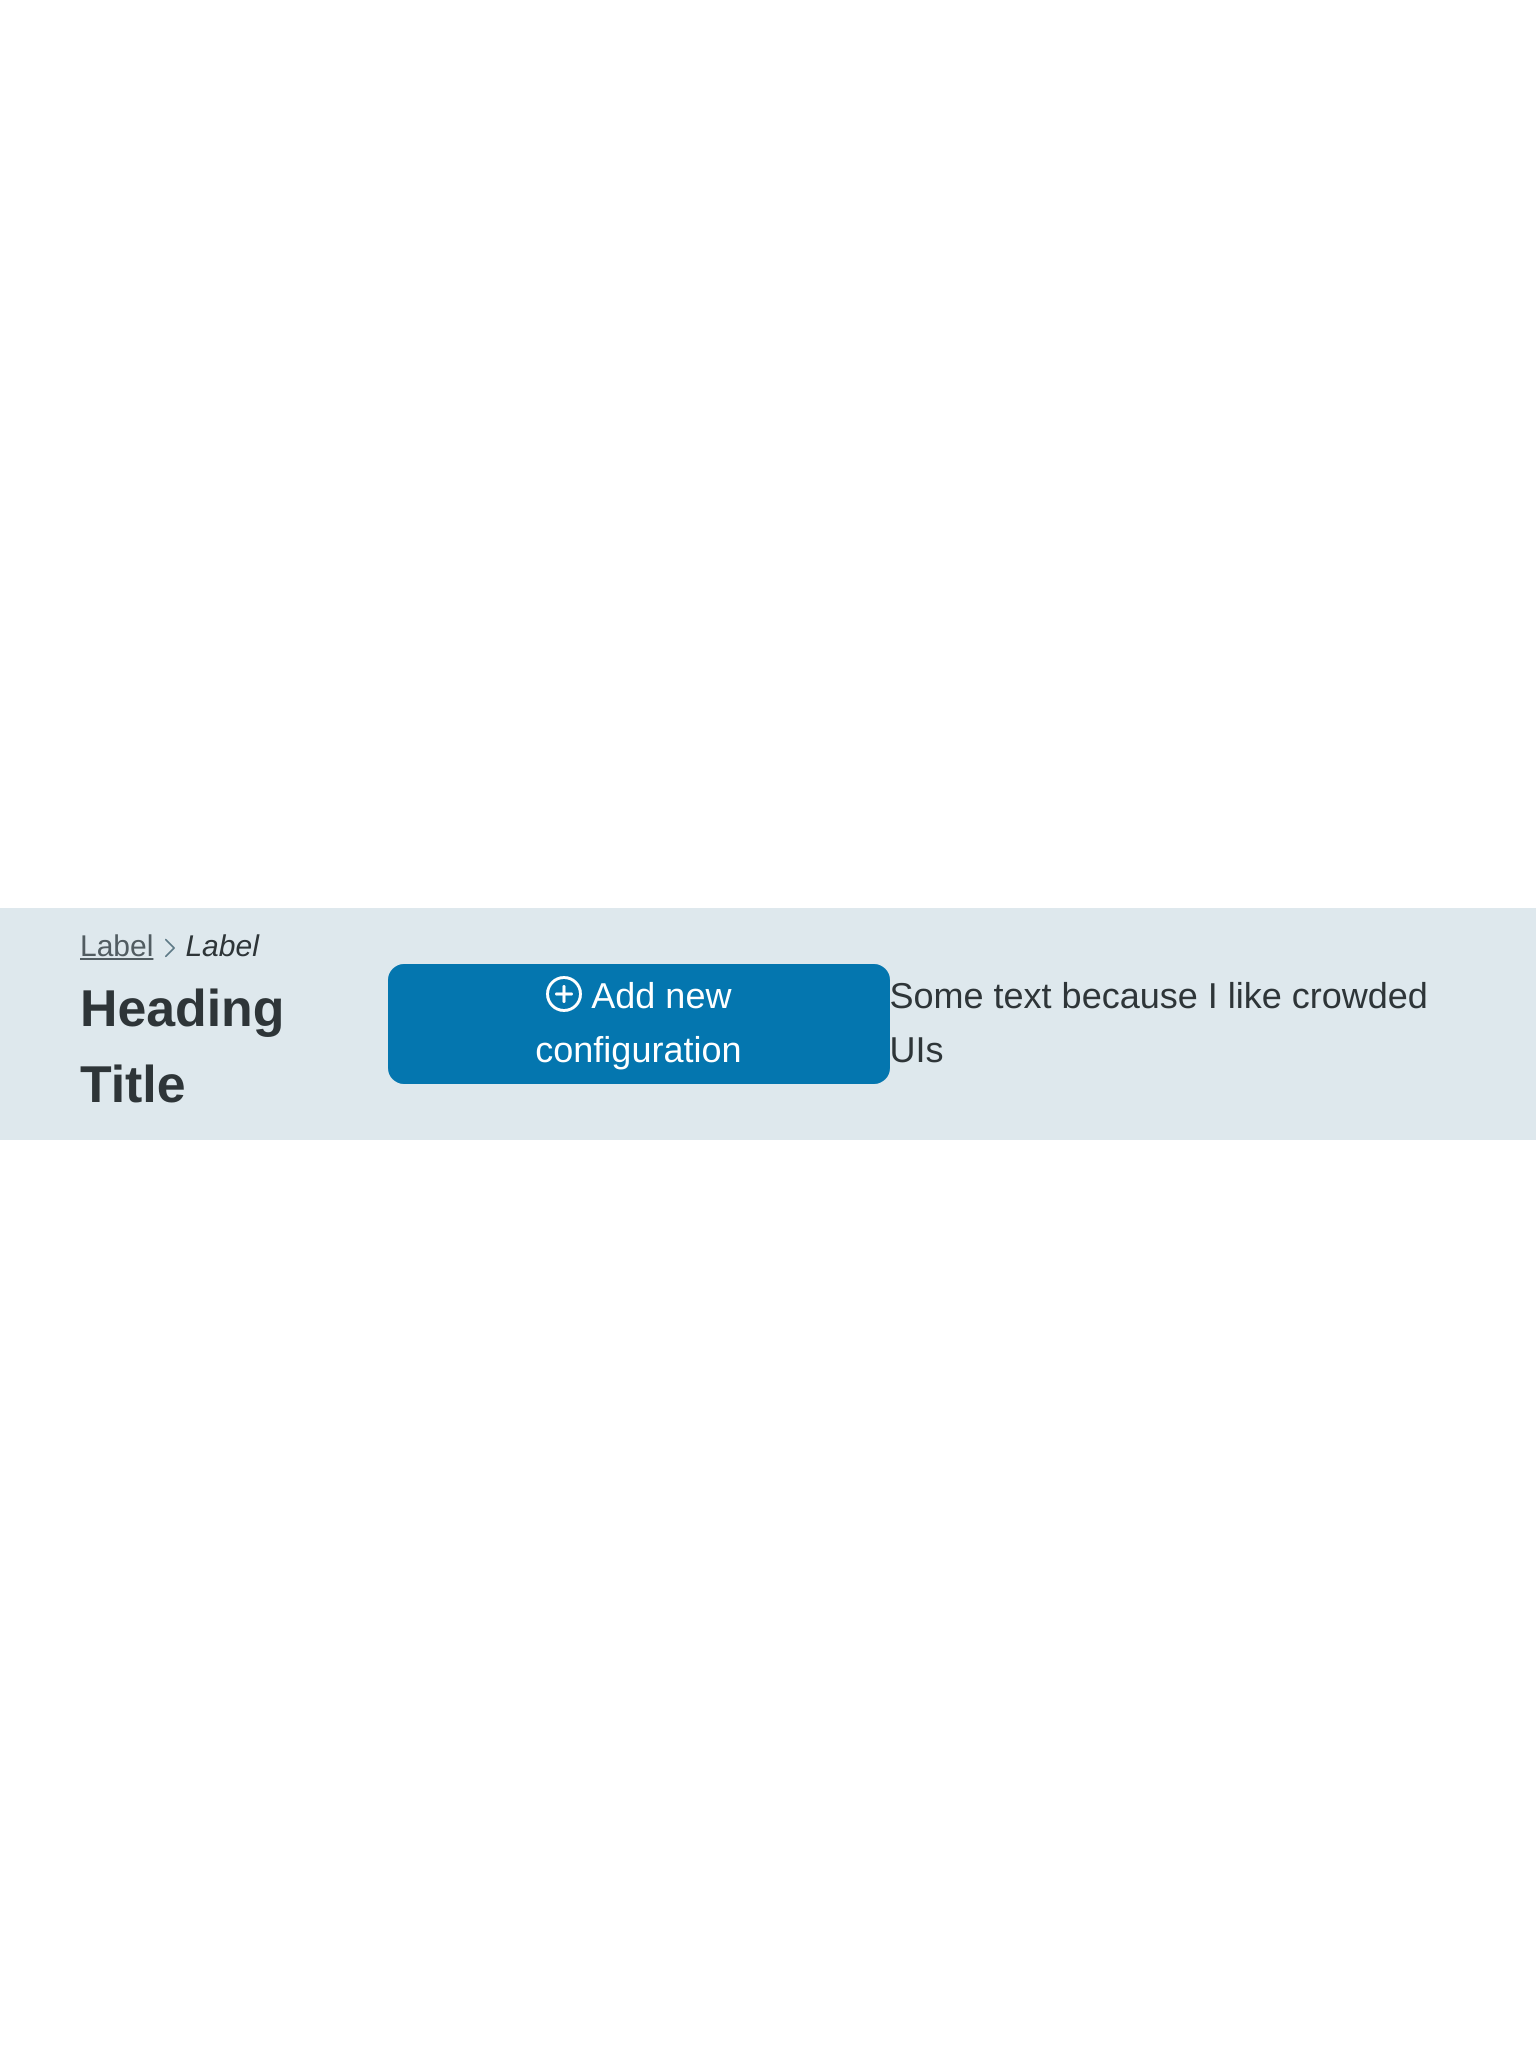 Label > Label
Heading
Title
Add new
configuration
Some text because I like crowded
UIs